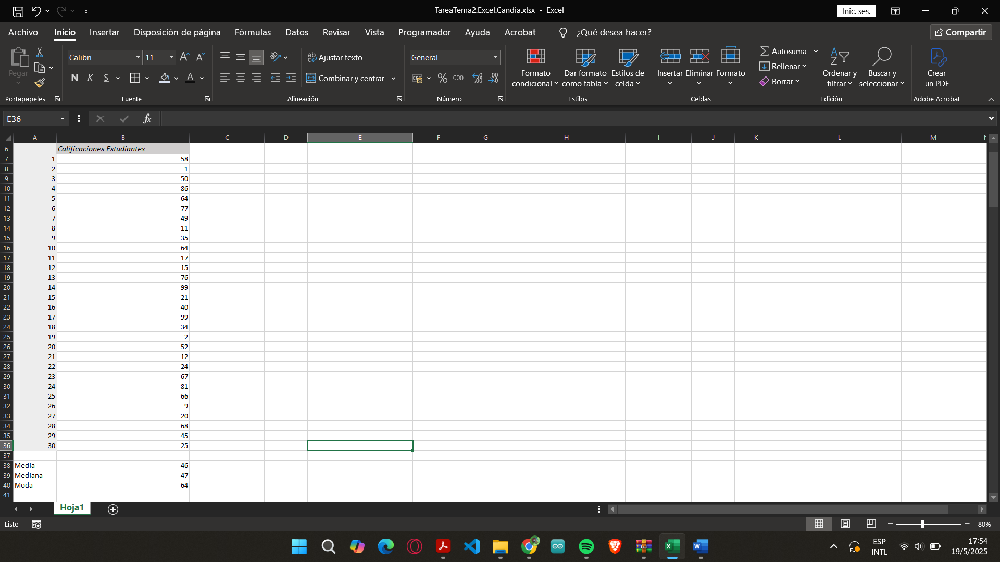 TareaTema2.Excel.Candia.xlsx - Excel
Inic. ses.
Archivo Inicio Insertar Disposición de página Fórmulas Datos Revisar Vista Programador Ayuda Acrobat ¿Qué desea hacer? Compartir
Pegar
Portapapeles
Calibri 11
N K S
Fuente
Ajustar texto
Combinar y centrar
Alineación
General
% 000
Número
Formato condicional
Dar formato como tabla
Estilos de celda
Estilos
Insertar Eliminar Formato
Celdas
Autosuma
Rellenar
Borrar
Ordenar y filtrar
Buscar y seleccionar
Edición
Crear un PDF
Adobe Acrobat
E36 fx
A B C D E F G H I J K L M N
6 Calificaciones Estudiantes
7 1 58
8 2 1
9 3 50
10 4 86
11 5 64
12 6 77
13 7 49
14 8 11
15 9 35
16 10 64
17 11 17
18 12 15
19 13 76
20 14 99
21 15 21
22 16 40
23 17 99
24 18 34
25 19 2
26 20 52
27 21 12
28 22 24
29 23 67
30 24 81
31 25 66
32 26 9
33 27 20
34 28 68
35 29 45
36 30 25
37
38 Media 46
39 Mediana 47
40 Moda 64
41
Hoja1
Listo
80%
ESP
INTL
17:54
19/5/2025